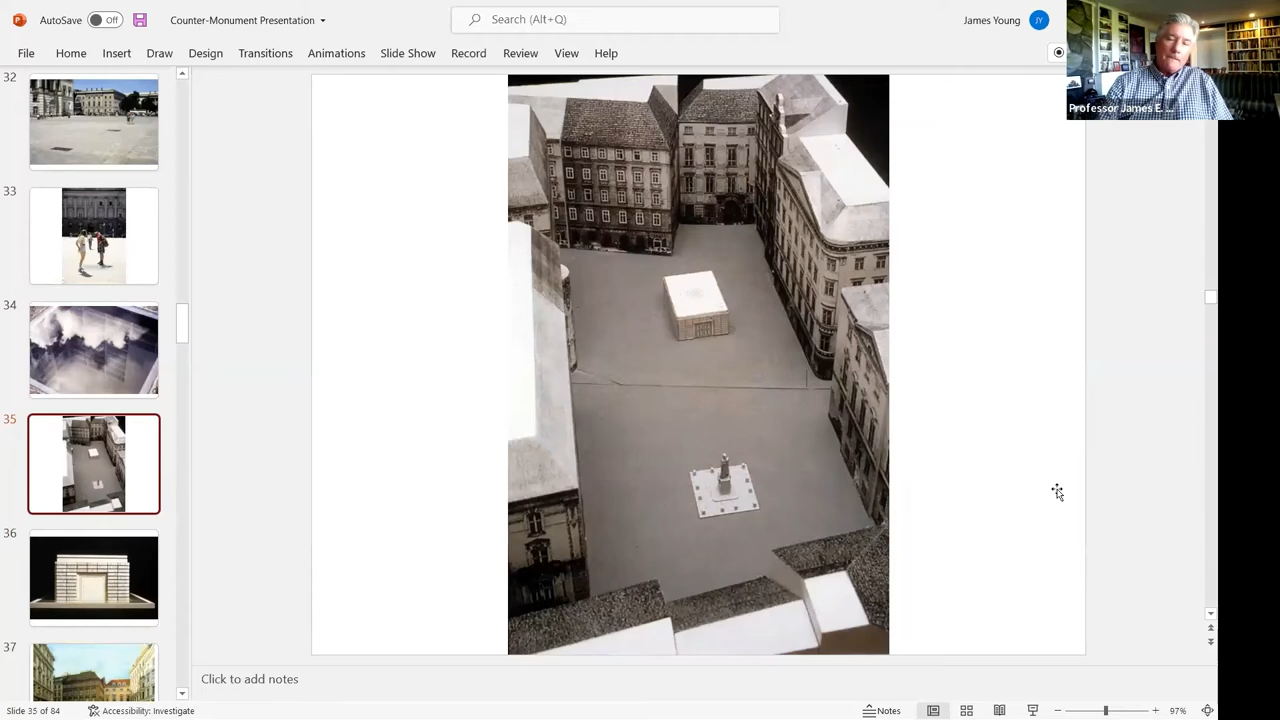 AutoSave Off Counter-Monument Presentation Search (Alt+Q) James Young JY
File Home Insert Draw Design Transitions Animations Slide Show Record Review View Help
Professor James E. ...
32
33
34
35
36
37
Click to add notes
Slide 35 of 84 Accessibility: Investigate Notes 97%